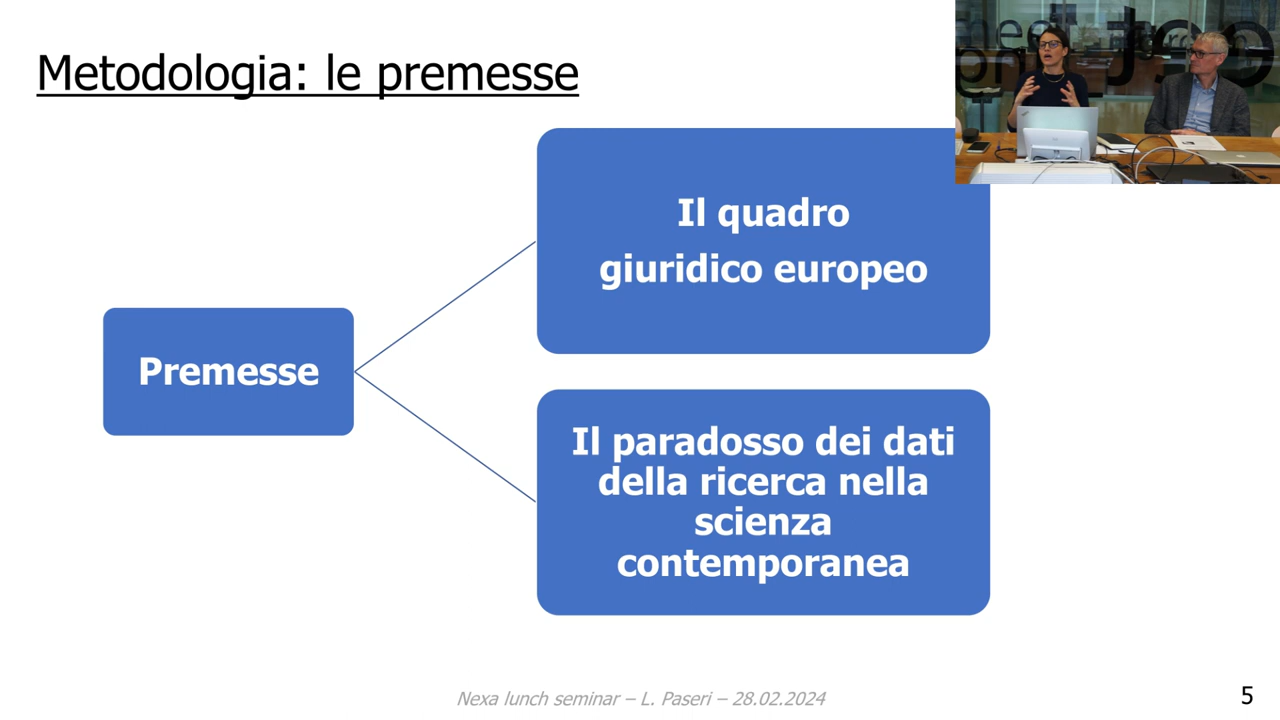 Metodologia: le premesse
Il quadro
giuridico europeo
Premesse
Il paradosso dei dati
della ricerca nella
scienza
contemporanea
Nexa lunch seminar – L. Paseri – 28.02.2024
5